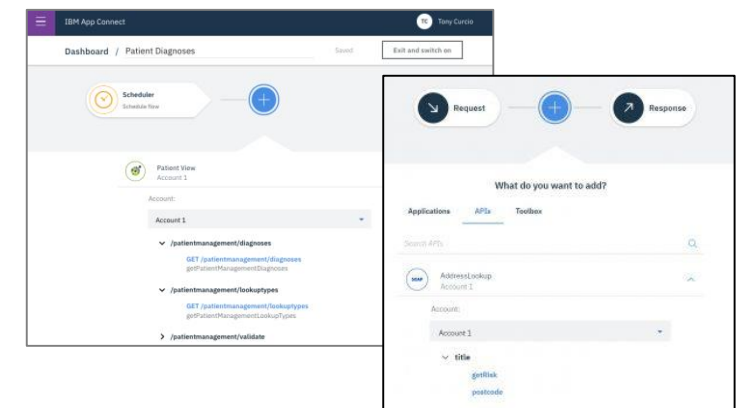 IBM App Connect
TC
Tony Curcio
Dashboard / Patient Diagnoses
Saved
Exit and switch on
Scheduler
Schedule flow
Patient View
Account 1
Account:
Account 1
/patientmanagement/diagnoses
GET /patientmanagement/diagnoses
getPatientManagementDiagnoses
/patientmanagement/lookuptypes
GET /patientmanagement/lookuptypes
getPatientManagementLookupTypes
/patientmanagement/validate
Request
Response
What do you want to add?
Applications APIs Toolbox
Search APIs
AddressLookup
Account 1
Account:
Account 1
title
getRisk
postcode